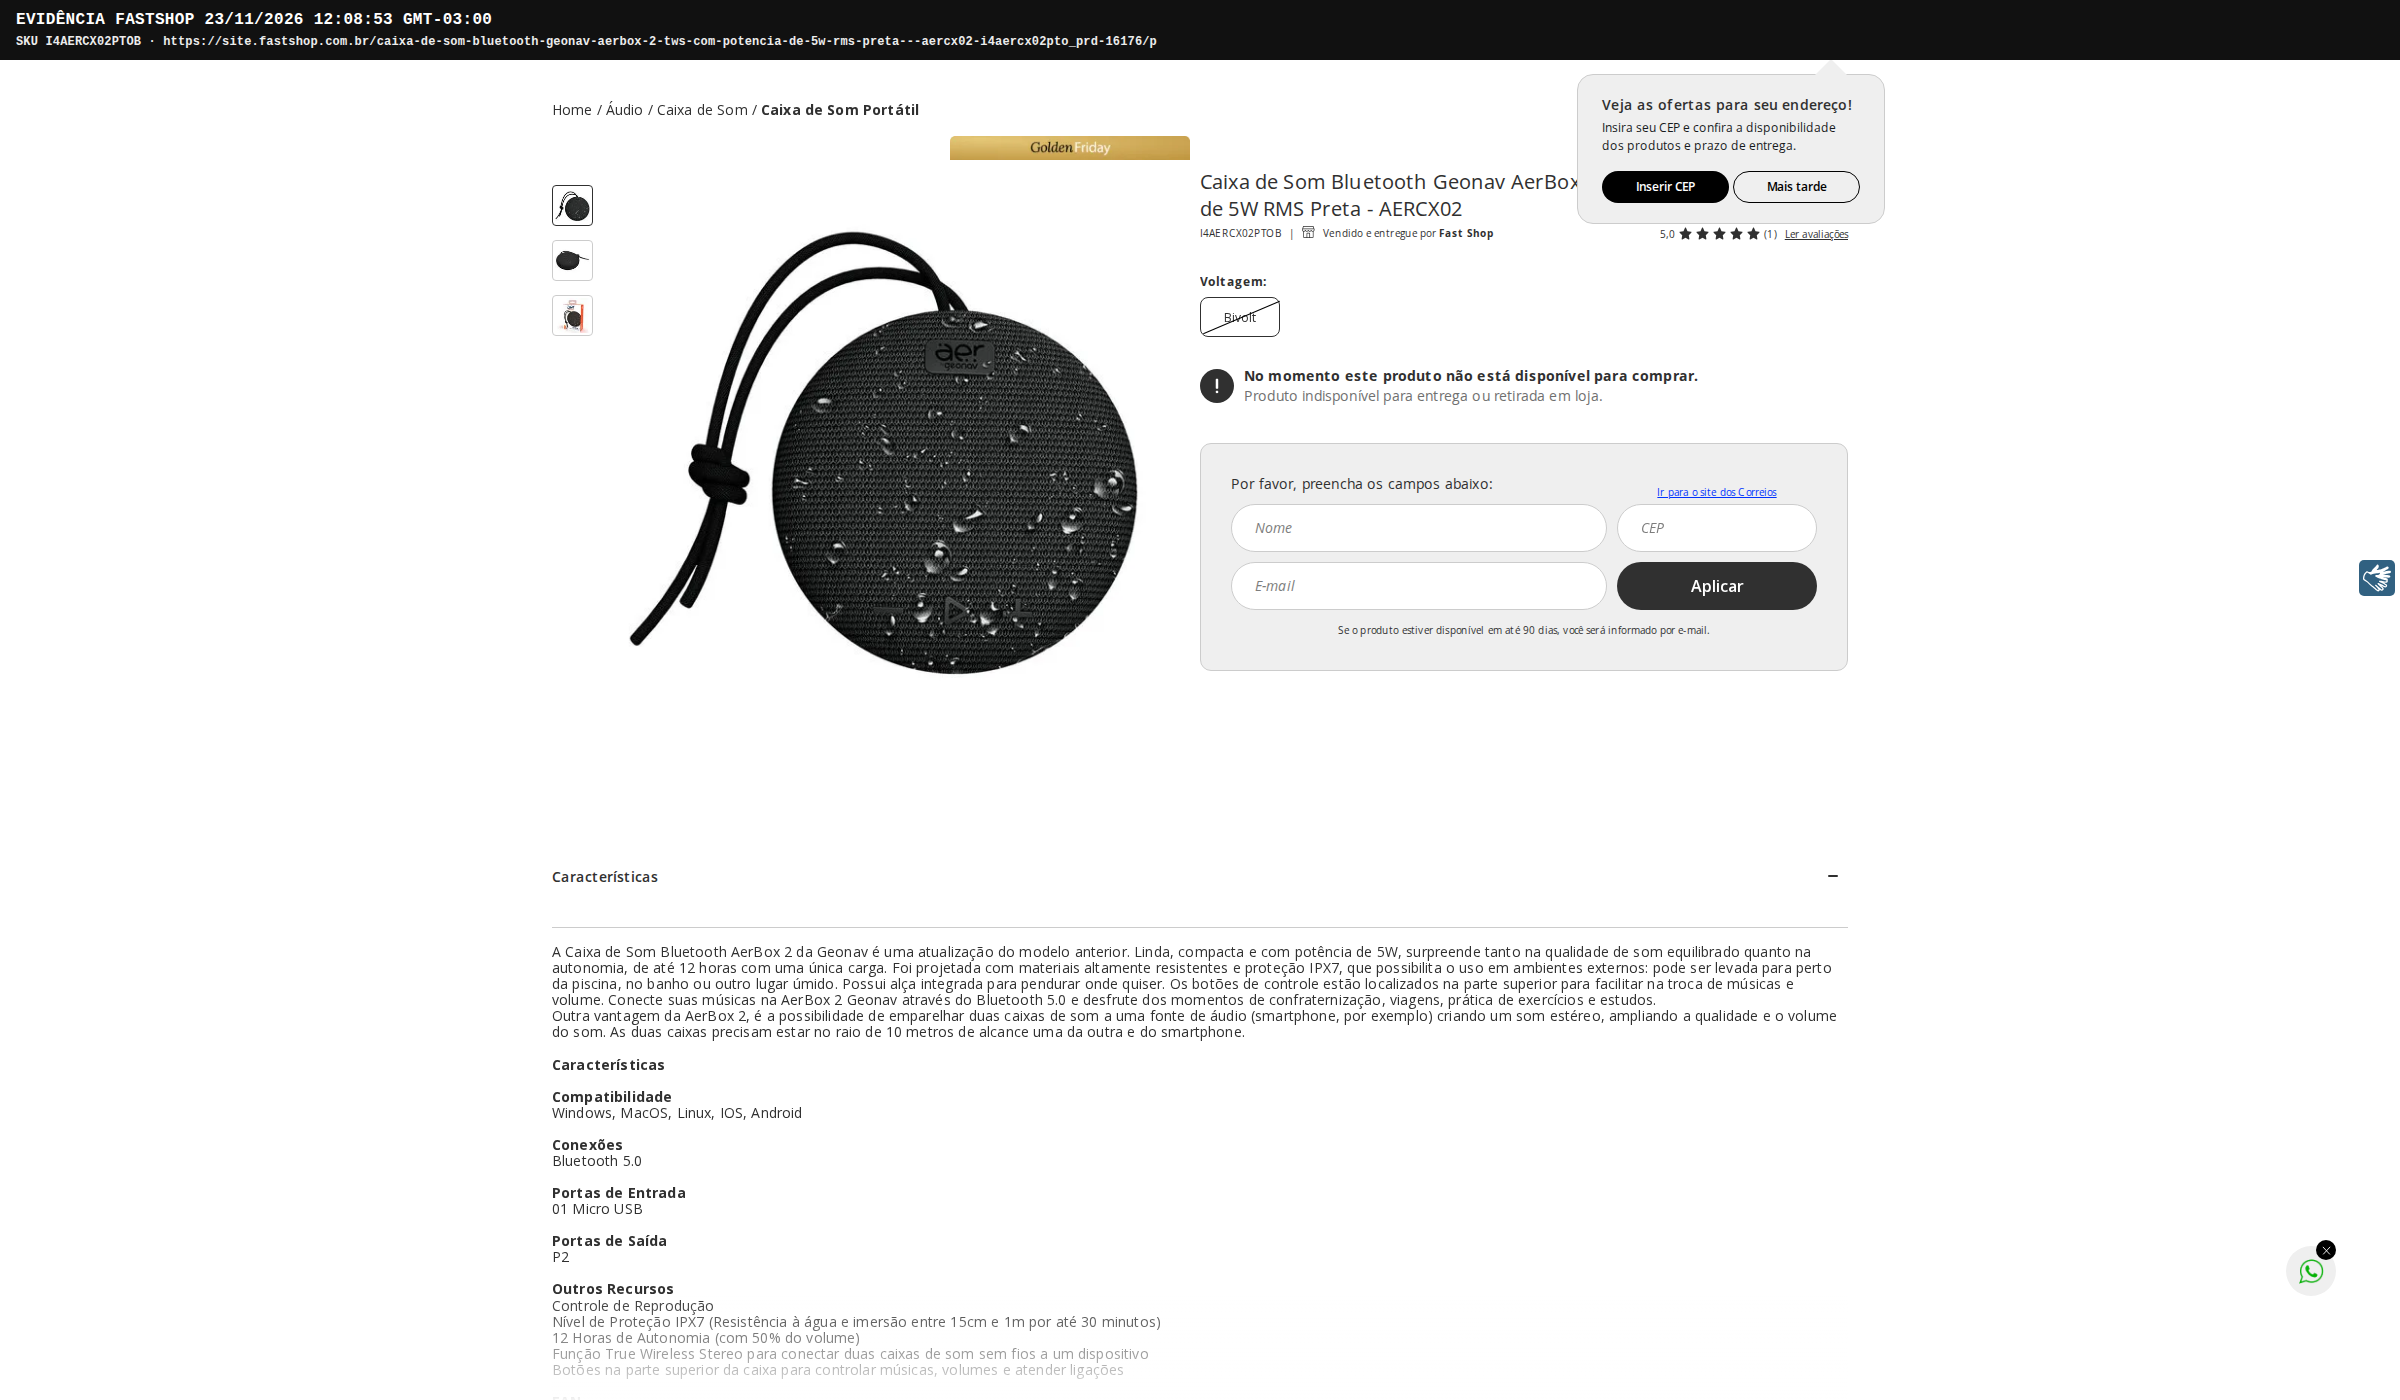 EVIDÊNCIA FASTSHOP 23/11/2026 12:08:53 GMT-03:00
SKU I4AERCX02PTOB · https://site.fastshop.com.br/caixa-de-som-bluetooth-geonav-aerbox-2-tws-com-potencia-de-5w-rms-preta---aercx02-i4aercx02pto_prd-16176/p
Veja as ofertas para seu endereço!
Insira seu CEP e confira a disponibilidade
dos produtos e prazo de entrega.
Inserir CEP
Mais tarde
Home / Áudio / Caixa de Som / Caixa de Som Portátil
Golden Friday
Caixa de Som Bluetooth Geonav AerBox
de 5W RMS Preta - AERCX02
I4AERCX02PTOB | Vendido e entregue por Fast Shop
5,0 (1) Ler avaliações
aer
geonav
Voltagem:
Bivolt
No momento este produto não está disponível para comprar.
Produto indisponível para entrega ou retirada em loja.
Por favor, preencha os campos abaixo:
Ir para o site dos Correios
Nome
CEP
E-mail
Aplicar
Se o produto estiver disponível em até 90 dias, você será informado por e-mail.
Características
A Caixa de Som Bluetooth AerBox 2 da Geonav é uma atualização do modelo anterior. Linda, compacta e com potência de 5W, surpreende tanto na qualidade de som equilibrado quanto na
autonomia, de até 12 horas com uma única carga. Foi projetada com materiais altamente resistentes e proteção IPX7, que possibilita o uso em ambientes externos: pode ser levada para perto
da piscina, no banho ou outro lugar úmido. Possui alça integrada para pendurar onde quiser. Os botões de controle estão localizados na parte superior para facilitar na troca de músicas e
volume. Conecte suas músicas na AerBox 2 Geonav através do Bluetooth 5.0 e desfrute dos momentos de confraternização, viagens, prática de exercícios e estudos.
Outra vantagem da AerBox 2, é a possibilidade de emparelhar duas caixas de som a uma fonte de áudio (smartphone, por exemplo) criando um som estéreo, ampliando a qualidade e o volume
do som. As duas caixas precisam estar no raio de 10 metros de alcance uma da outra e do smartphone.
Características
Compatibilidade
Windows, MacOS, Linux, IOS, Android
Conexões
Bluetooth 5.0
Portas de Entrada
01 Micro USB
Portas de Saída
P2
Outros Recursos
Controle de Reprodução
Nível de Proteção IPX7 (Resistência à água e imersão entre 15cm e 1m por até 30 minutos)
12 Horas de Autonomia (com 50% do volume)
Função True Wireless Stereo para conectar duas caixas de som sem fios a um dispositivo
Botões na parte superior da caixa para controlar músicas, volumes e atender ligações